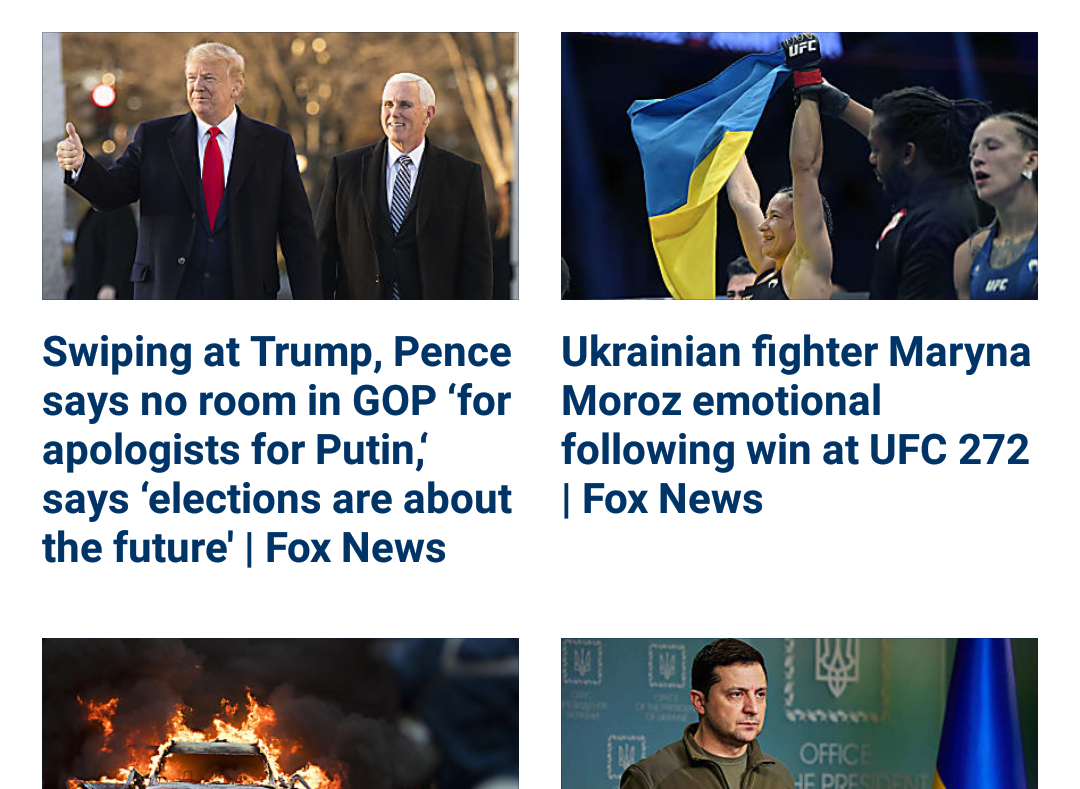 UFC
UFC
Swiping at Trump, Pence
says no room in GOP ‘for
apologists for Putin,‘
says ‘elections are about
the future' | Fox News
Ukrainian fighter Maryna
Moroz emotional
following win at UFC 272
| Fox News
OFFICE
THE PRESIDENT